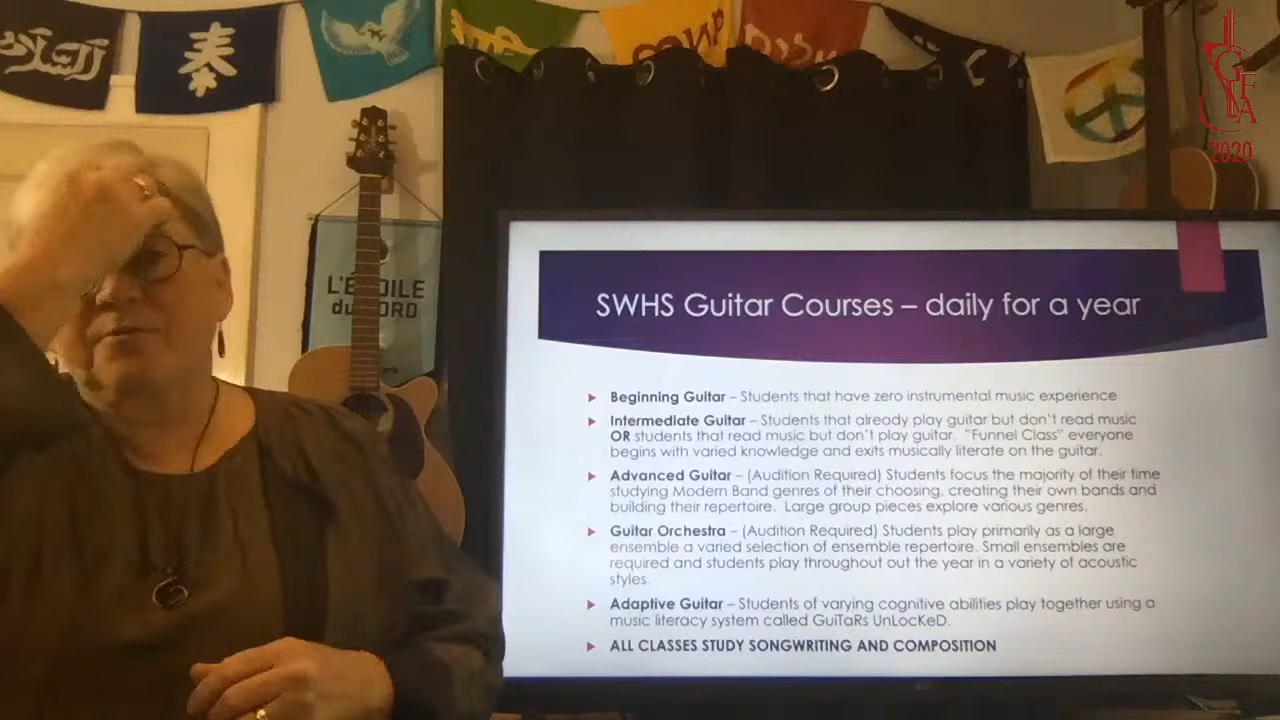 السلام
春
GFA
2020
L'ÉTOILE
du NORD
SWHS Guitar Courses – daily for a year
Beginning Guitar – Students that have zero instrumental music experience
Intermediate Guitar – Students that already play guitar but don't read music
OR students that read music but don't play guitar. "Funnel Class" everyone
begins with varied knowledge and exits musically literate on the guitar.
Advanced Guitar – (Audition Required) Students focus the majority of their time
studying Modern Band genres of their choosing, creating their own bands and
building their repertoire. Large group pieces explore various genres.
Guitar Orchestra – (Audition Required) Students play primarily as a large
ensemble a varied selection of ensemble repertoire. Small ensembles are
required and students play throughout out the year in a variety of acoustic
styles.
Adaptive Guitar – Students of varying cognitive abilities play together using a
music literacy system called GuiTaRs UnLocKeD.
ALL CLASSES STUDY SONGWRITING AND COMPOSITION